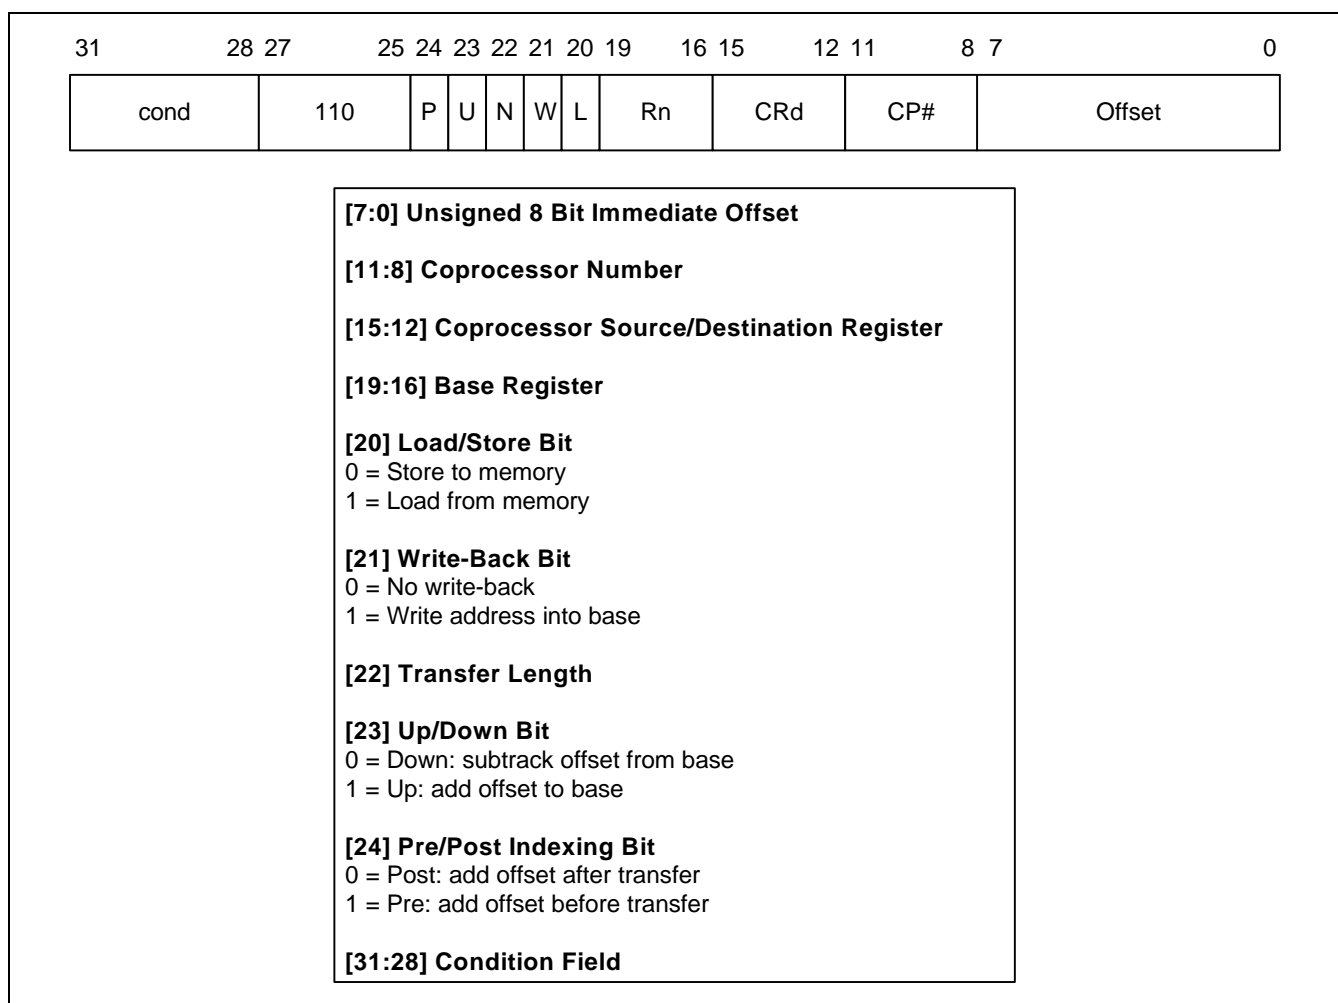 31 28 27 25 24 23 22 21 20 19 16 15 12 11 8 7 0
cond 110 P U N W L Rn CRd CP# Offset
[7:0] Unsigned 8 Bit Immediate Offset
[11:8] Coprocessor Number
[15:12] Coprocessor Source/Destination Register
[19:16] Base Register
[20] Load/Store Bit
0 = Store to memory
1 = Load from memory
[21] Write-Back Bit
0 = No write-back
1 = Write address into base
[22] Transfer Length
[23] Up/Down Bit
0 = Down: subtrack offset from base
1 = Up: add offset to base
[24] Pre/Post Indexing Bit
0 = Post: add offset after transfer
1 = Pre: add offset before transfer
[31:28] Condition Field